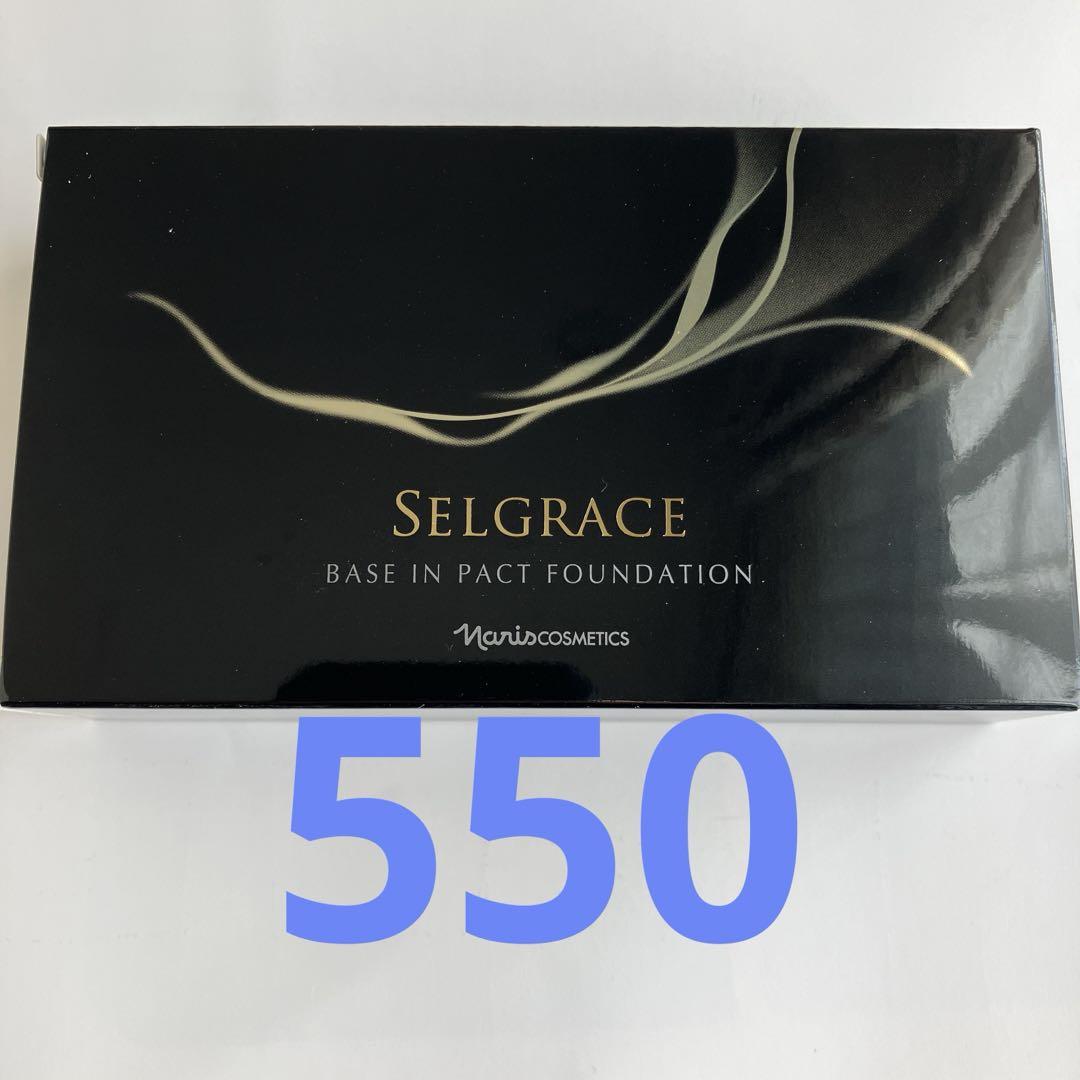 SELGRACE
BASE IN PACT FOUNDATION
Naris COSMETICS
550